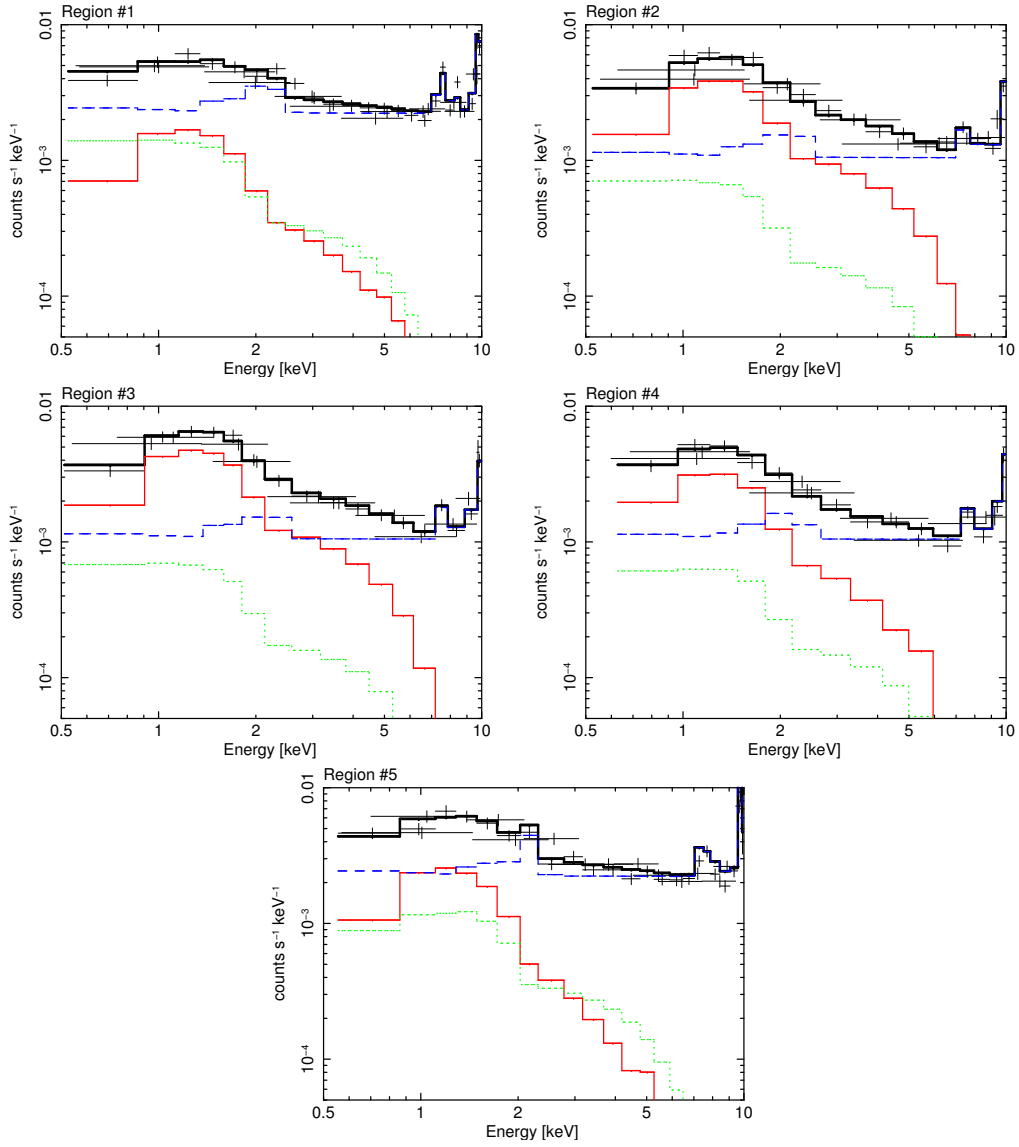 Region #1
0.01
10⁻³
10⁻⁴
counts s⁻¹ keV⁻¹
0.5 1 2 5 10
Energy [keV]
Region #2
0.01
10⁻³
10⁻⁴
counts s⁻¹ keV⁻¹
0.5 1 2 5 10
Energy [keV]
Region #3
0.01
10⁻³
10⁻⁴
counts s⁻¹ keV⁻¹
0.5 1 2 5 10
Energy [keV]
Region #4
0.01
10⁻³
10⁻⁴
counts s⁻¹ keV⁻¹
0.5 1 2 5 10
Energy [keV]
Region #5
0.01
10⁻³
10⁻⁴
counts s⁻¹ keV⁻¹
0.5 1 2 5 10
Energy [keV]